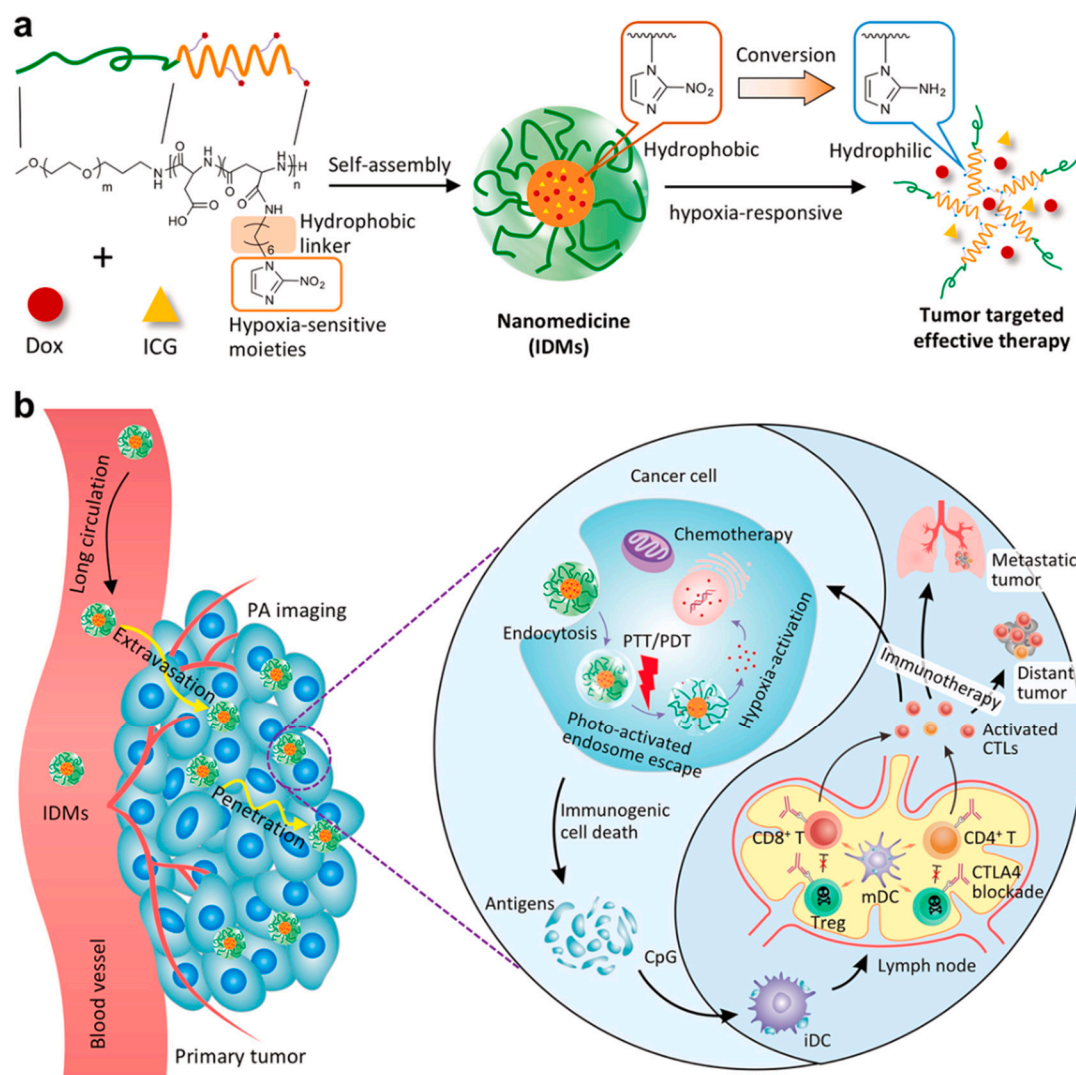 a
Self-assembly
Conversion
Hydrophobic
Hydrophilic
hypoxia-responsive
N
N
NO2
N
N
NH2
O
O
m
N
H
O
H
N
O
H
N
H
n
HO
O
O
NH
6
N
N
NO2
Hydrophobic
linker
+
Hypoxia-sensitive
moieties
Dox
ICG
Nanomedicine
(IDMs)
Tumor targeted
effective therapy
b
Long circulation
Extravasation
PA imaging
IDMs
Penetration
Blood vessel
Primary tumor
Cancer cell
Chemotherapy
Endocytosis
PTT/PDT
Hypoxia-activation
Photo-activated
endosome escape
Immunogenic
cell death
Antigens
CpG
iDC
Metastatic
tumor
Distant
tumor
Immunotherapy
Activated
CTLs
CD8+ T
CD4+ T
mDC
CTLA4
blockade
Treg
Lymph node